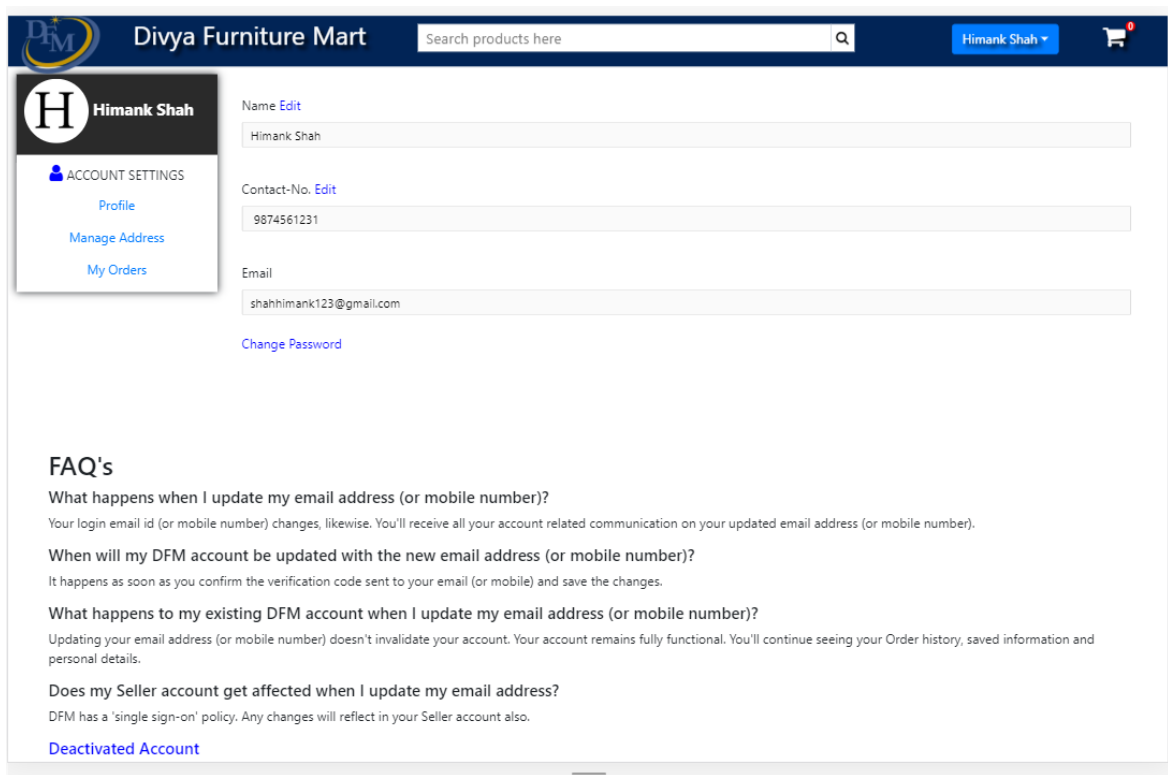 DFM
Divya Furniture Mart
Search products here
Himank Shah
0
H
Himank Shah
ACCOUNT SETTINGS
Profile
Manage Address
My Orders
Name Edit
Himank Shah
Contact-No. Edit
9874561231
Email
shahhimank123@gmail.com
Change Password
FAQ's
What happens when I update my email address (or mobile number)?
Your login email id (or mobile number) changes, likewise. You'll receive all your account related communication on your updated email address (or mobile number).
When will my DFM account be updated with the new email address (or mobile number)?
It happens as soon as you confirm the verification code sent to your email (or mobile) and save the changes.
What happens to my existing DFM account when I update my email address (or mobile number)?
Updating your email address (or mobile number) doesn't invalidate your account. Your account remains fully functional. You'll continue seeing your Order history, saved information and
personal details.
Does my Seller account get affected when I update my email address?
DFM has a 'single sign-on' policy. Any changes will reflect in your Seller account also.
Deactivated Account